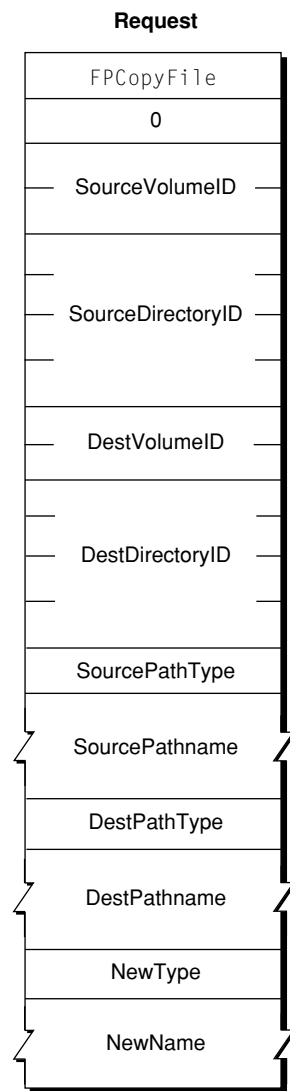 Request
FPCopyFile
0
SourceVolumeID
SourceDirectoryID
DestVolumeID
DestDirectoryID
SourcePathType
SourcePathname
DestPathType
DestPathname
NewType
NewName